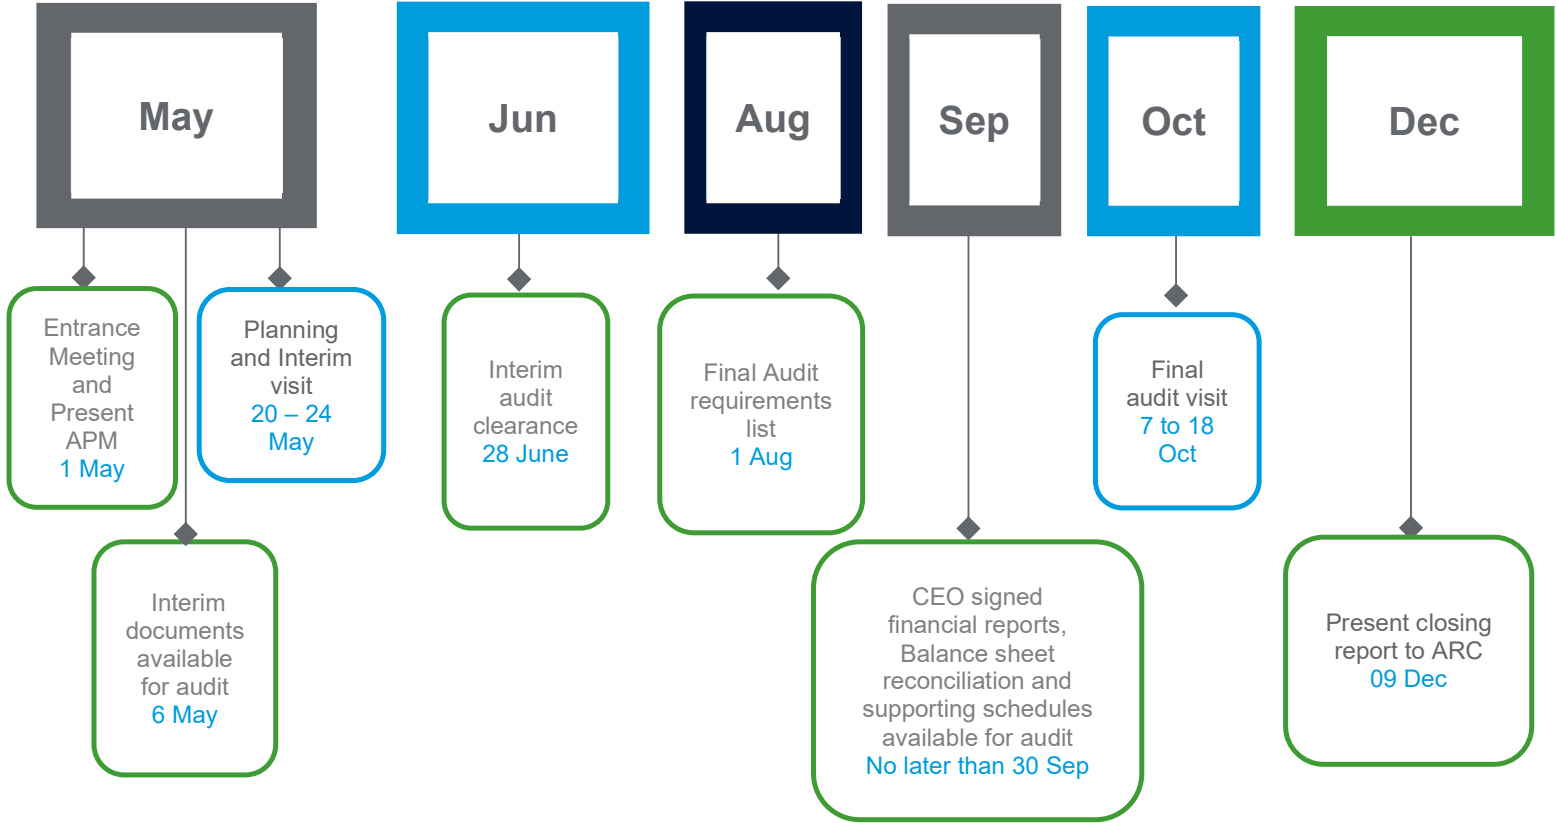 May
Jun
Aug
Sep
Oct
Dec
Entrance
Meeting
and
Present
APM
1 May
Planning
and Interim
visit
20 – 24
May
Interim
documents
available
for audit
6 May
Interim
audit
clearance
28 June
Final Audit
requirements
list
1 Aug
CEO signed
financial reports,
Balance sheet
reconciliation and
supporting schedules
available for audit
No later than 30 Sep
Final
audit visit
7 to 18
Oct
Present closing
report to ARC
09 Dec